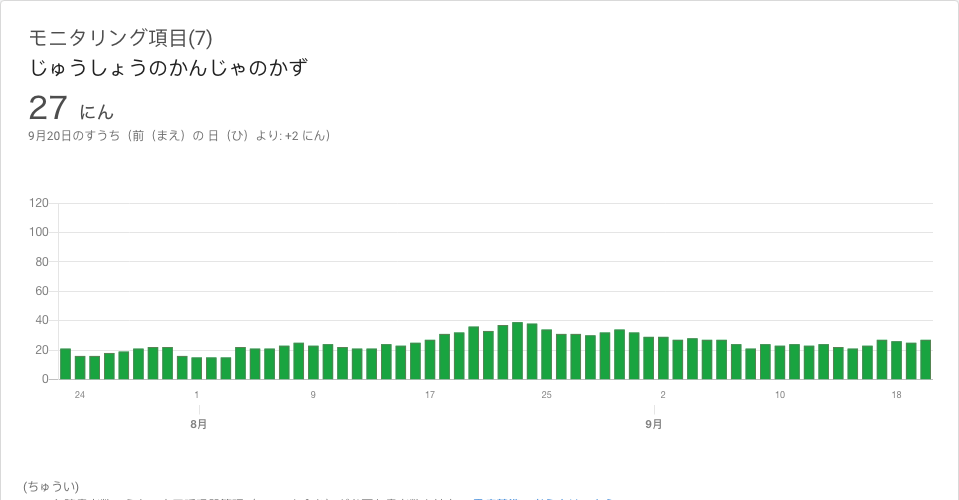 モニタリング項目(7)
じゅうしょうのかんじゃのかず
27 にん
9月20日のすうち（前（まえ）の 日（ひ）より: +2 にん）
120
100
80
60
40
20
0
24 1 9 17 25 2 10 18
8月 9月
(ちゅうい)